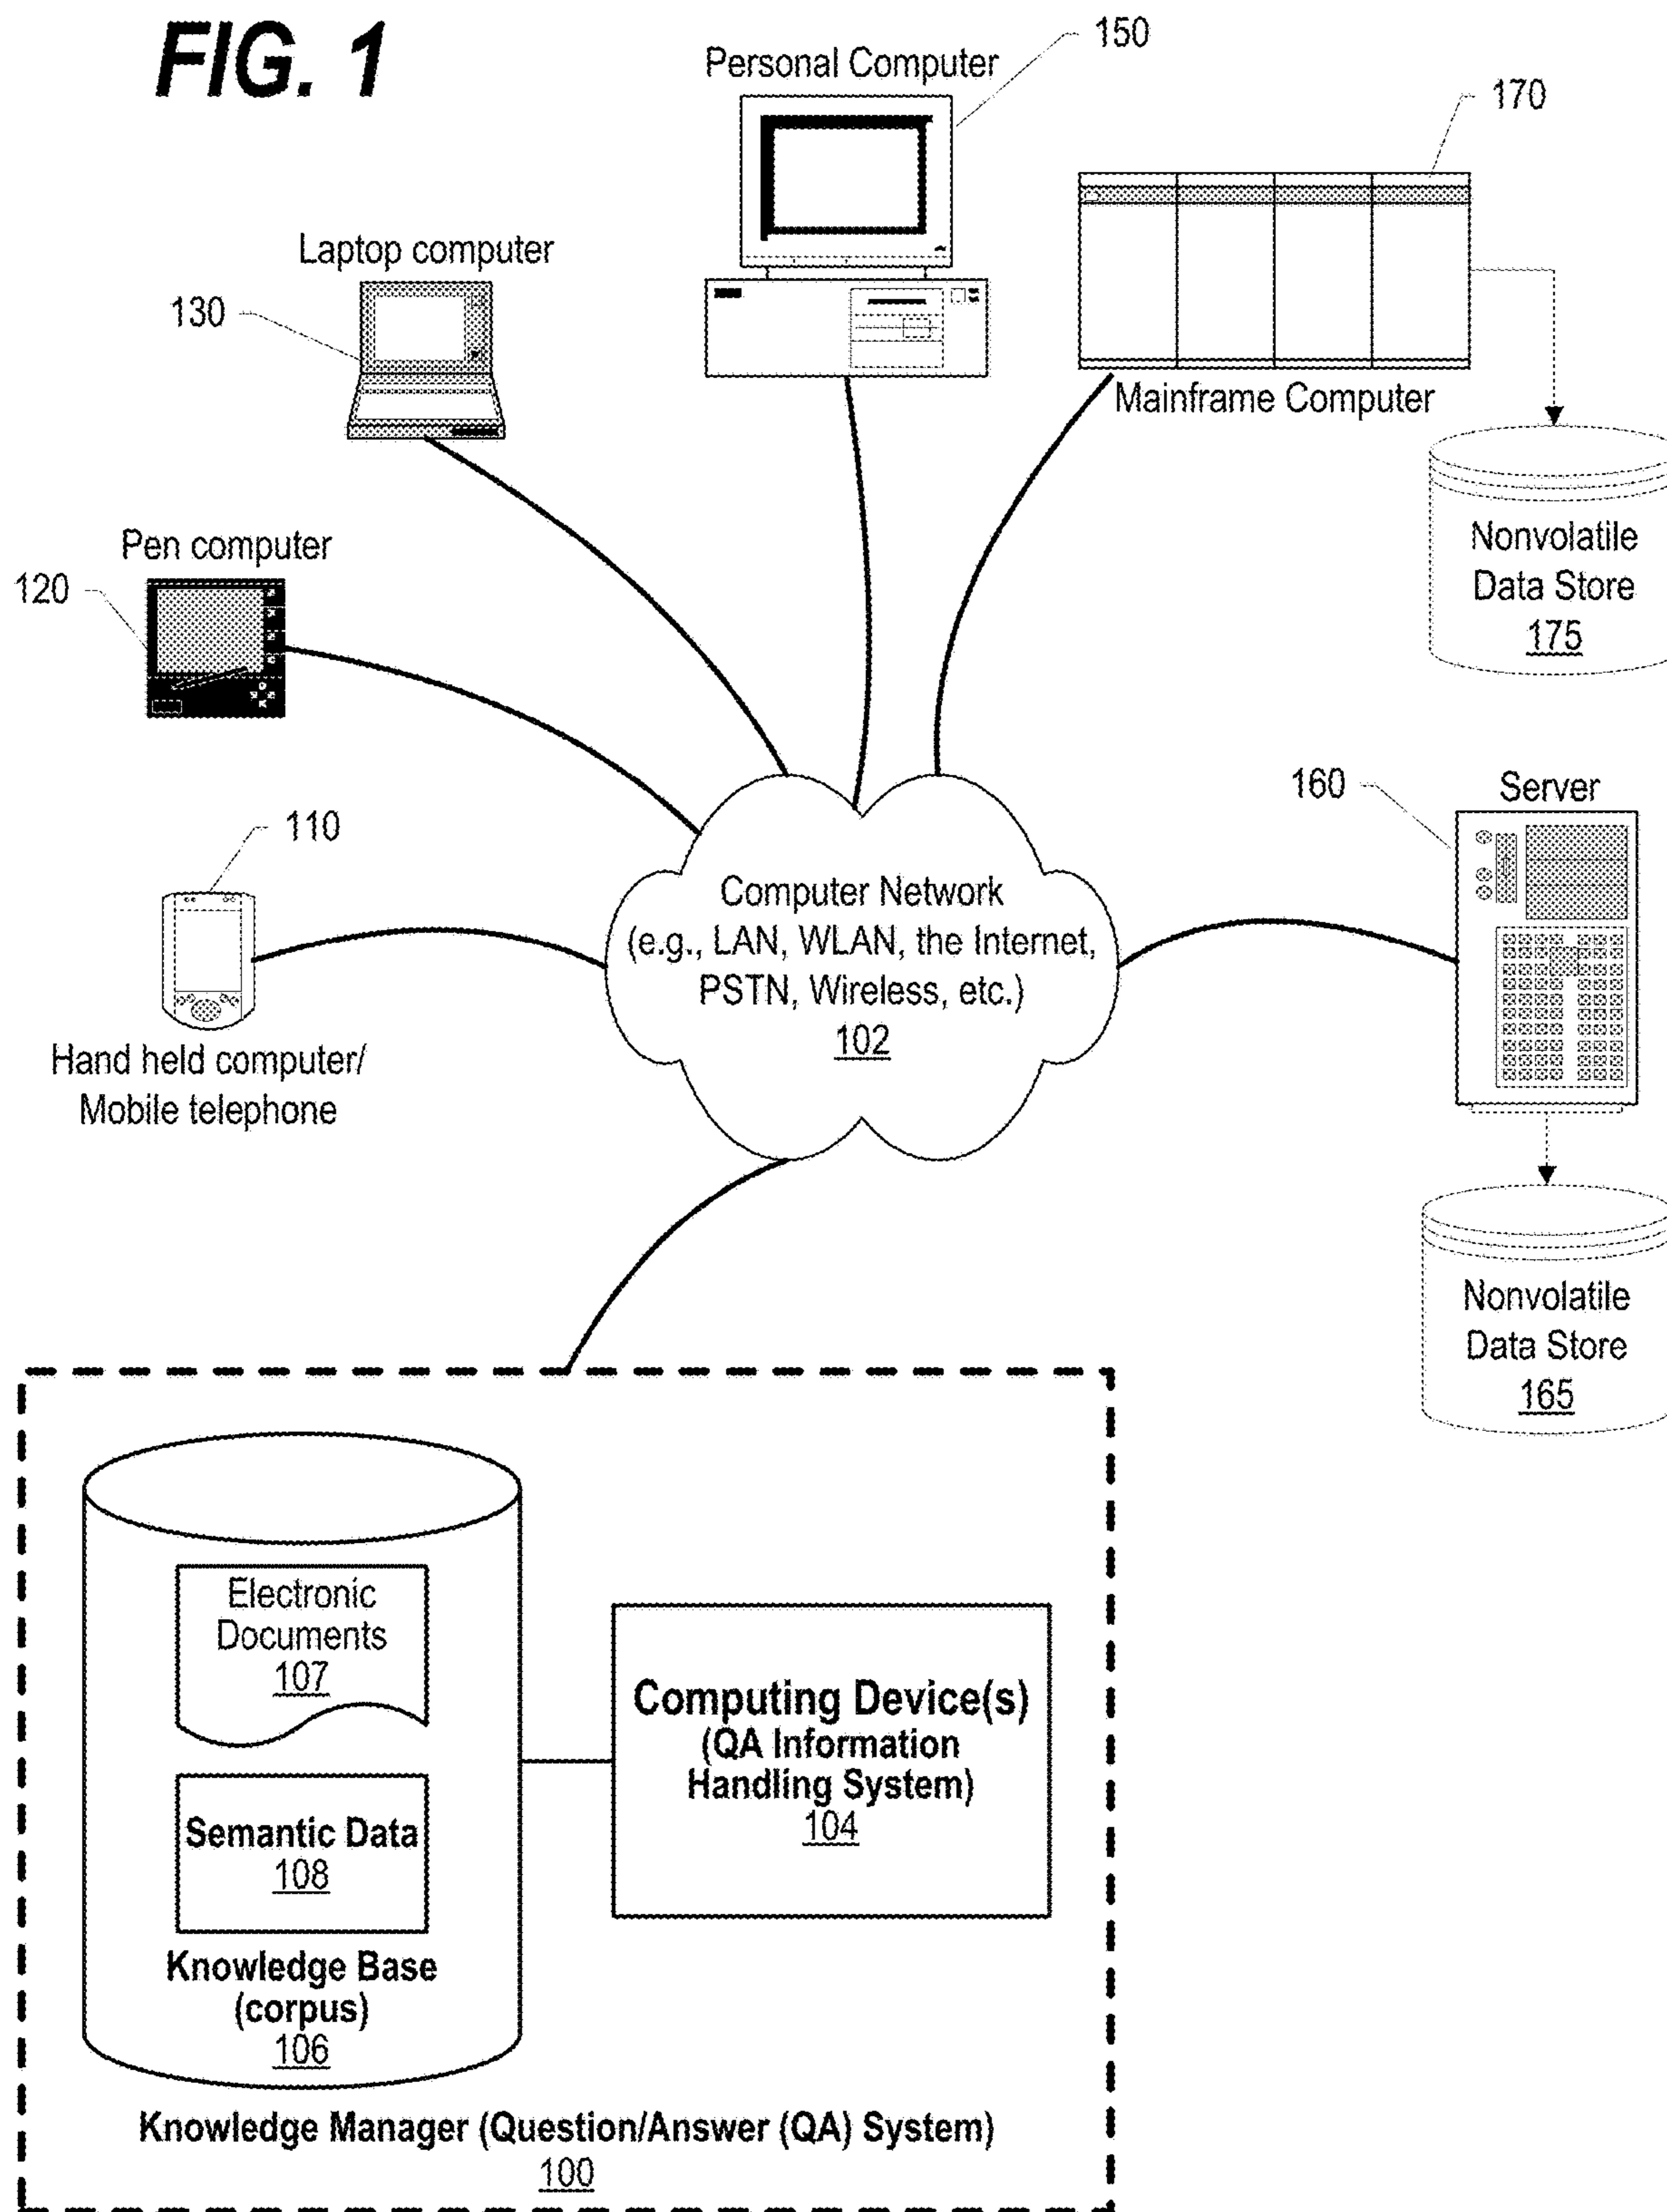 FIG. 1
Personal Computer
150
170
Laptop computer
130
Mainframe Computer
Nonvolatile
Data Store
175
Pen computer
120
160
Server
110
Computer Network
(e.g., LAN, WLAN, the Internet,
PSTN, Wireless, etc.)
102
Hand held computer/
Mobile telephone
Nonvolatile
Data Store
165
Electronic
Documents
107
Semantic Data
108
Knowledge Base
(corpus)
106
Computing Device(s)
(QA Information
Handling System)
104
Knowledge Manager (Question/Answer (QA) System)
100